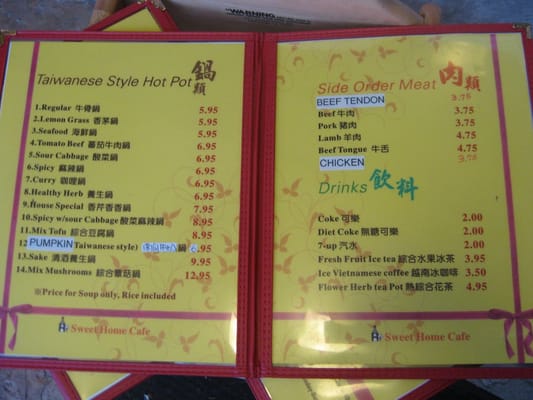 WARNING
Taiwanese Style Hot Pot 鍋類
1.Regular 牛骨鍋 5.95
2.Lemon Grass 香茅鍋 5.95
3.Seafood 海鮮鍋 5.95
4.Tomato Beef 蕃茄牛肉鍋 6.95
5.Sour Cabbage 酸菜鍋 6.95
6.Spicy 麻辣鍋 6.95
7.Curry 咖哩鍋 6.95
8.Healthy Herb 養生鍋 6.95
9.House Special 香芹香香鍋 7.95
10.Spicy w/sour Cabbage 酸菜麻辣鍋 8.95
11.Mix Tofu 綜合豆腐鍋 8.95
12 PUMPKIN Taiwanese style) 鍋 6.95
13.Sake 清酒養生鍋 9.95
14.Mix Mushrooms 綜合蘑菇鍋 12.95
※Price for Soup only, Rice included
Sweet Home Cafe
Side Order Meat 肉類
BEEF TENDON 3.75
Beef 牛肉 3.75
Pork 豬肉 3.75
Lamb 羊肉 4.75
Beef Tongue 牛舌 4.75
CHICKEN 3.75
Drinks 飲料
Coke 可樂 2.00
Diet Coke 無糖可樂 2.00
7-up 汽水 2.00
Fresh Fruit Ice tea 綜合水果冰茶 3.95
Ice Vietnamese coffee 越南冰咖啡 3.50
Flower Herb tea Pot 熱綜合花茶 4.95
Sweet Home Cafe